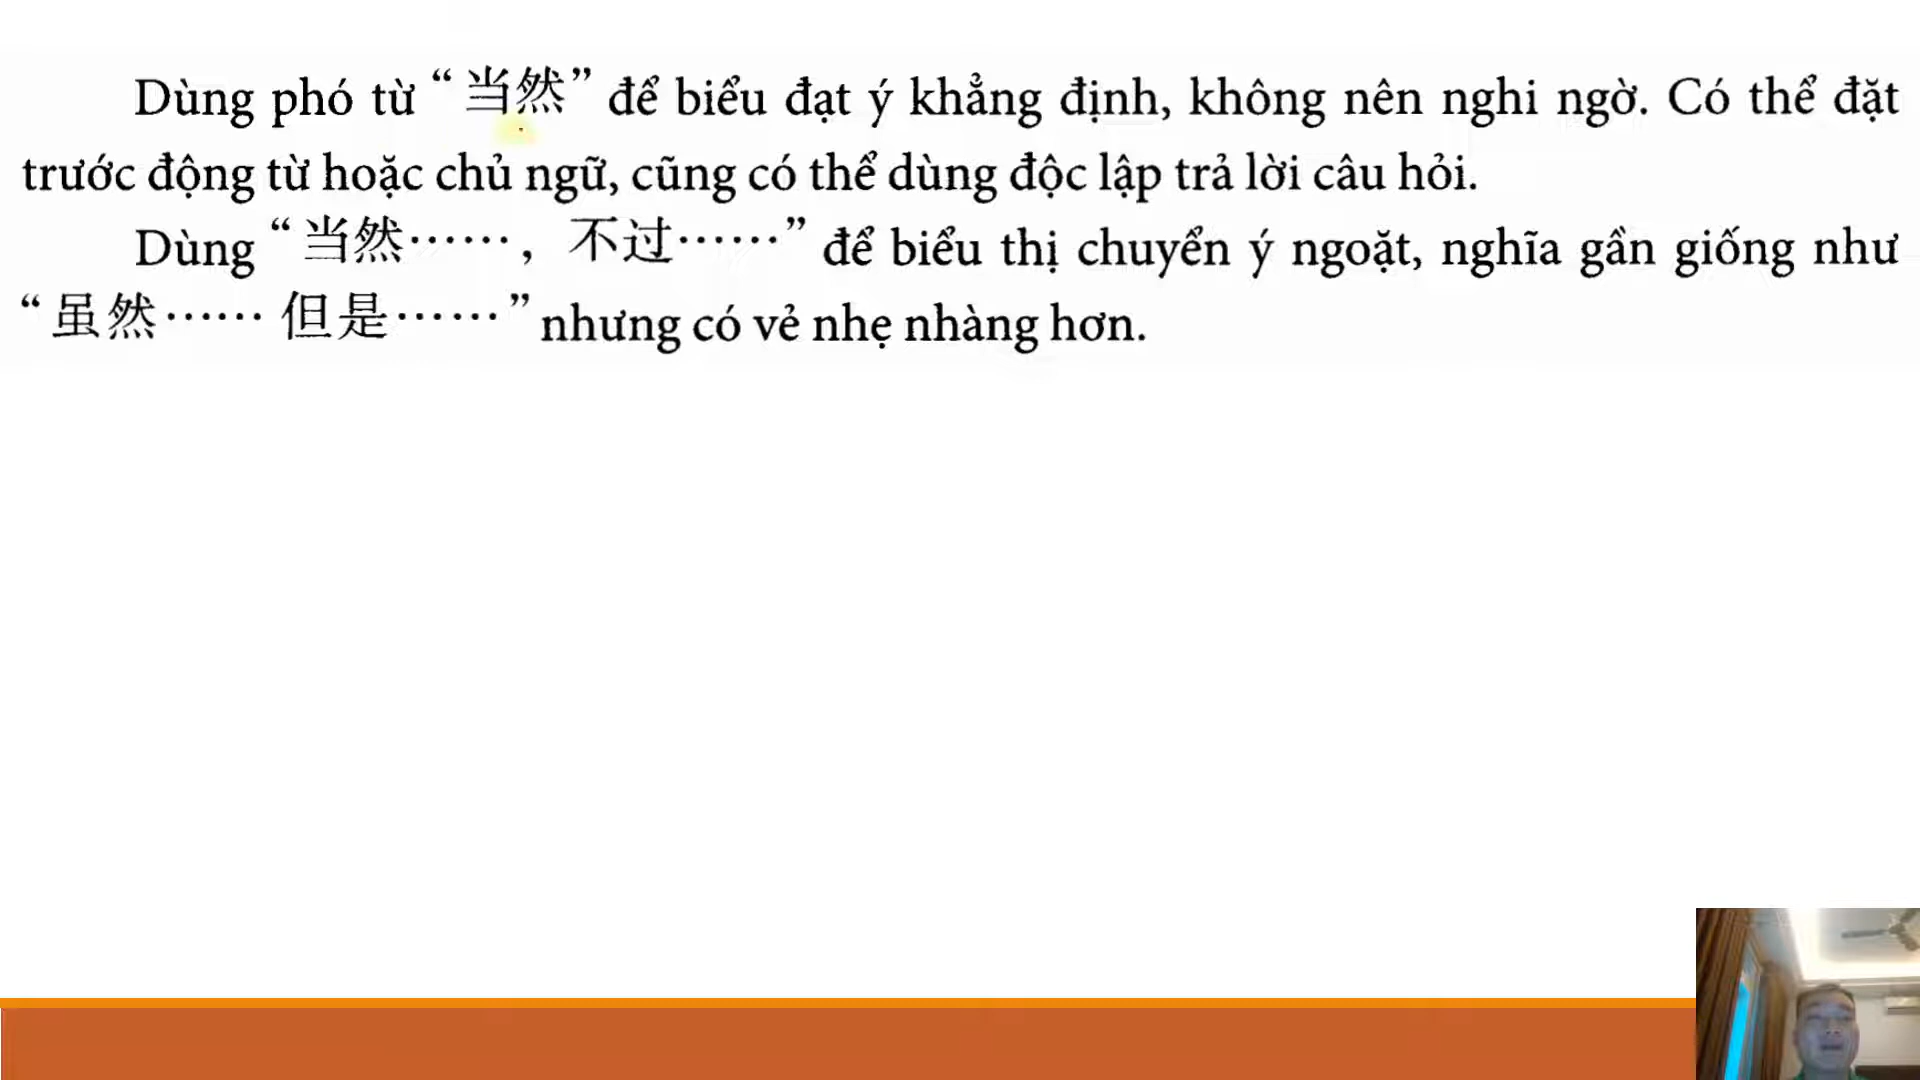 Dùng phó từ “当然” để biểu đạt ý khẳng định, không nên nghi ngờ. Có thể đặt
trước động từ hoặc chủ ngữ, cũng có thể dùng độc lập trả lời câu hỏi.
Dùng “当然……，不过……” để biểu thị chuyển ý ngoặt, nghĩa gần giống như
“虽然…… 但是……” nhưng có vẻ nhẹ nhàng hơn.